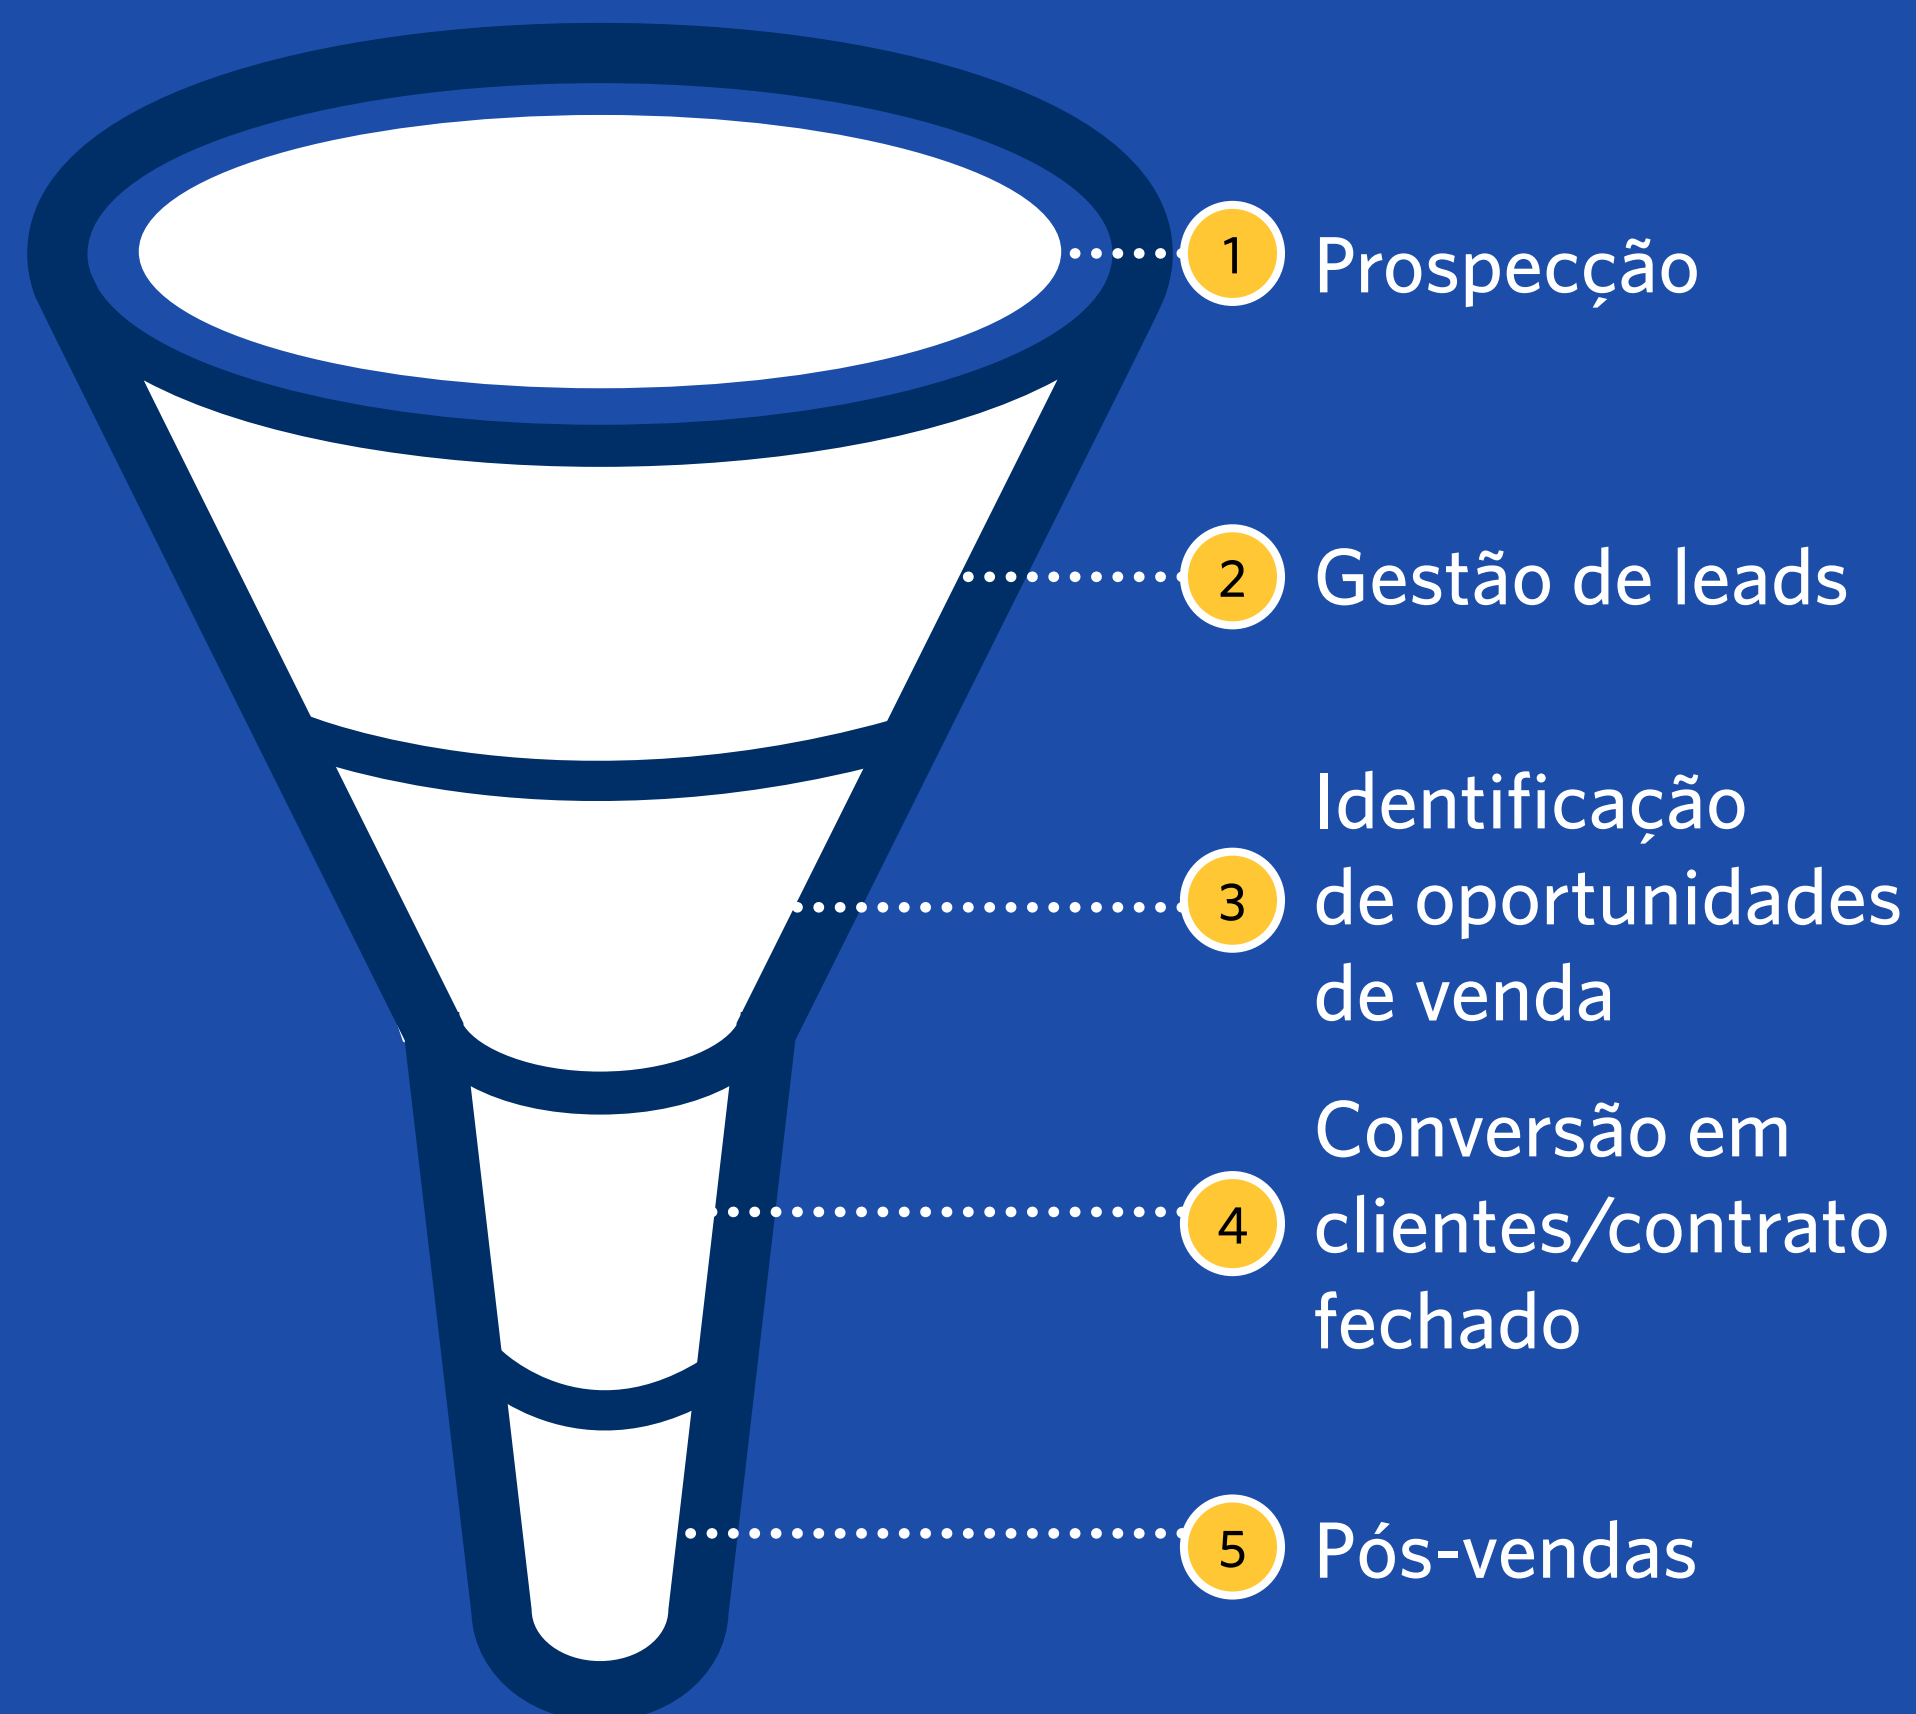 1 Prospecção
2 Gestão de leads
3 Identificação
de oportunidades
de venda
4 Conversão em
clientes/contrato
fechado
5 Pós-vendas